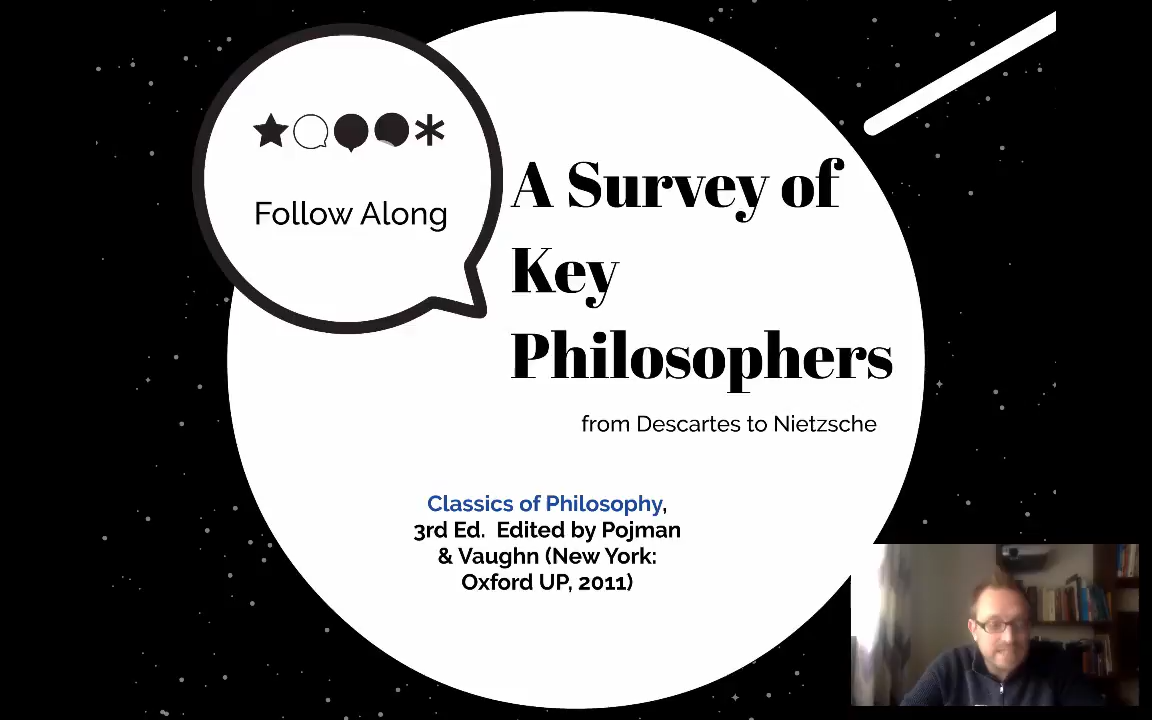 Follow Along
A Survey of
Key
Philosophers
from Descartes to Nietzsche
Classics of Philosophy,
3rd Ed. Edited by Pojman
& Vaughn (New York:
Oxford UP, 2011)